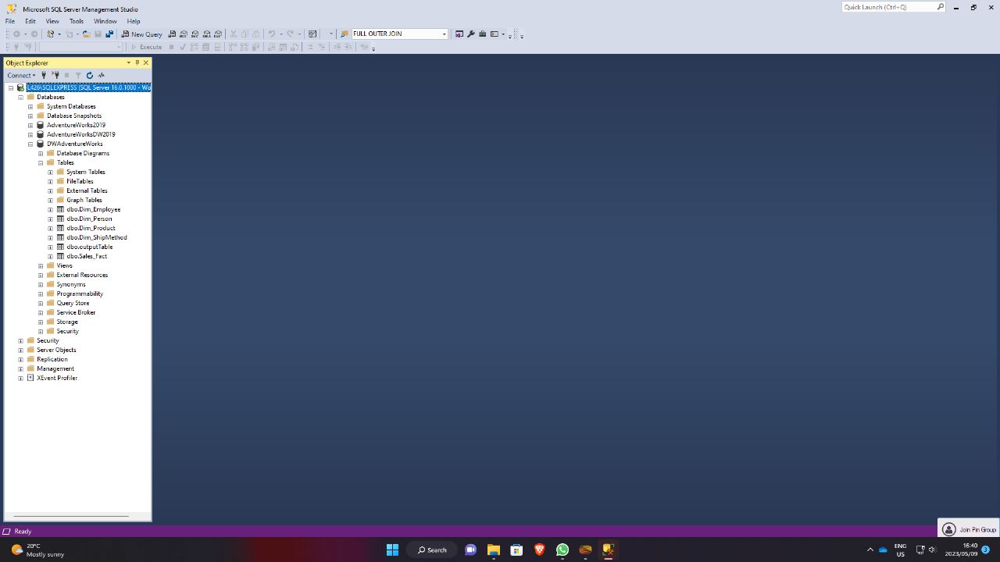 Microsoft SQL Server Management Studio
Quick Launch (Ctrl+Q)
File Edit View Tools Window Help
New Query
FULL OUTER JOIN
Execute
Object Explorer
Connect
L426\SQLEXPRESS (SQL Server 16.0.1000 - Wo
Databases
System Databases
Database Snapshots
AdventureWorks2019
AdventureWorksDW2019
DWAdventureWorks
Database Diagrams
Tables
System Tables
FileTables
External Tables
Graph Tables
dbo.Dim_Employee
dbo.Dim_Person
dbo.Dim_Product
dbo.Dim_ShipMethod
dbo.outputTable
dbo.Sales_Fact
Views
External Resources
Synonyms
Programmability
Query Store
Service Broker
Storage
Security
Security
Server Objects
Replication
Management
XEvent Profiler
Ready
Join Pin Group
20°C
Mostly sunny
Search
ENG
US
16:40
2023/05/09
3